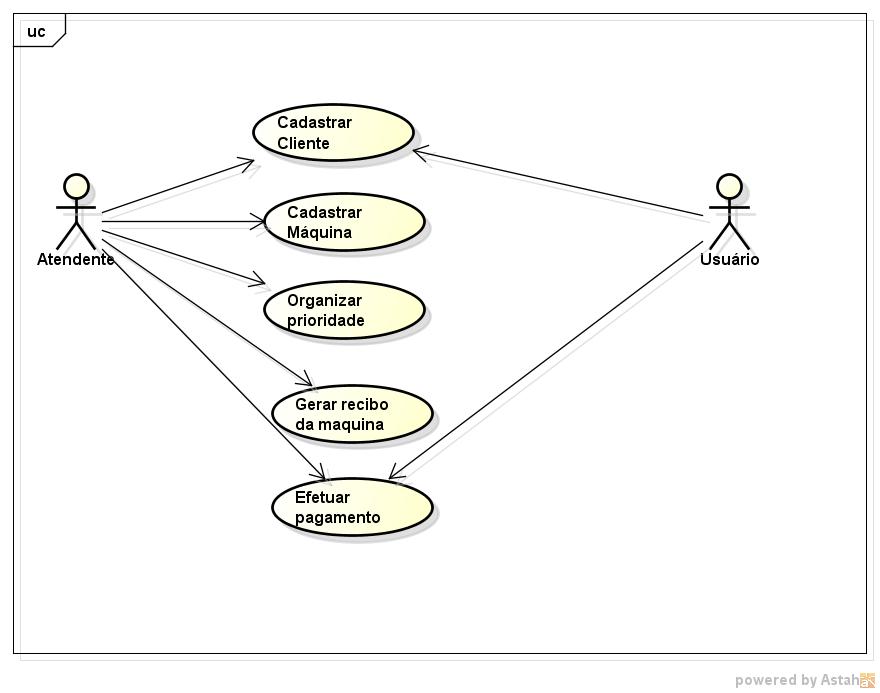 uc
Cadastrar
Cliente
Cadastrar
Máquina
Atendente
Usuário
Organizar
prioridade
Gerar recibo
da maquina
Efetuar
pagamento
powered by Astah